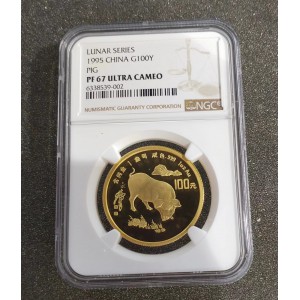 LUNAR SERIES
1995 CHINA G100Y
PIG
PF 67 ULTRA CAMEO
6338539-002
NUMISMATIC GUARANTY CORPORATION
NGC
100元